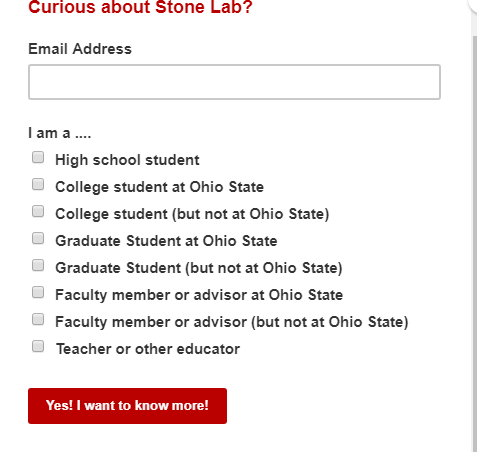 Curious about Stone Lab?
Email Address
I am a ....
High school student
College student at Ohio State
College student (but not at Ohio State)
Graduate Student at Ohio State
Graduate Student (but not at Ohio State)
Faculty member or advisor at Ohio State
Faculty member or advisor (but not at Ohio State)
Teacher or other educator
Yes! I want to know more!